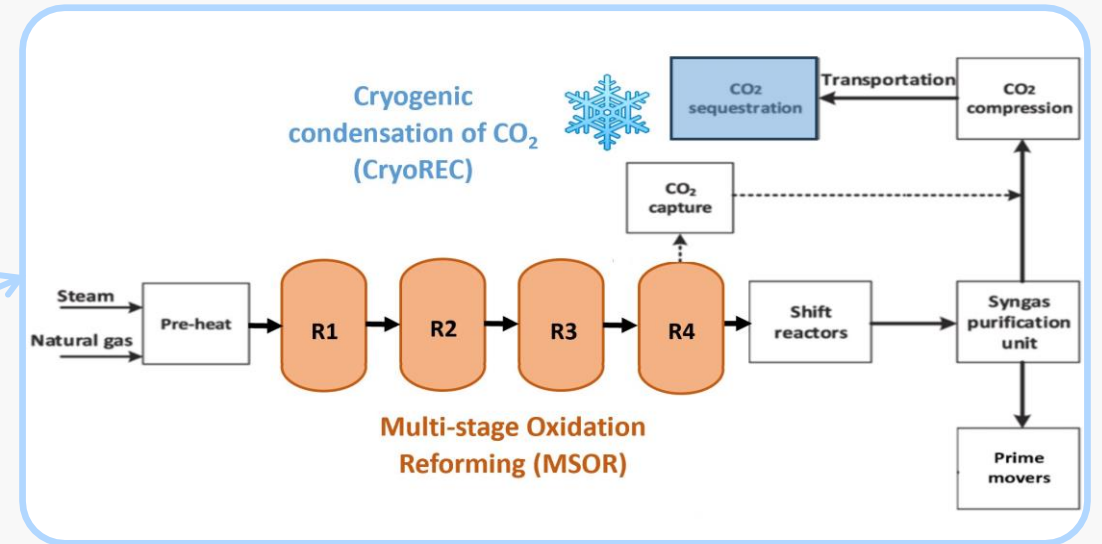 Cryogenic
condensation of CO₂
(CryoREC)
CO₂
sequestration
Transportation
CO₂
compression
CO₂
capture
Steam
Natural gas
Pre-heat
R1
R2
R3
R4
Shift
reactors
Syngas
purification
unit
Multi-stage Oxidation
Reforming (MSOR)
Prime
movers